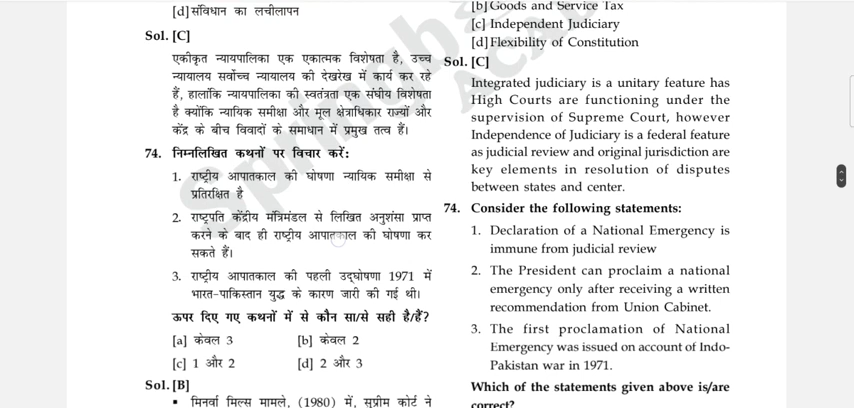 [d] संविधान का लचीलापन
Sol. [C]
एकीकृत न्यायपालिका एक एकात्मक विशेषता है, उच्च
न्यायालय सर्वोच्च न्यायालय की देखरेख में कार्य कर रहे
हैं, हालांकि न्यायपालिका की स्वतंत्रता एक संघीय विशेषता
है क्योंकि न्यायिक समीक्षा और मूल क्षेत्राधिकार राज्यों और
केंद्र के बीच विवादों के समाधान में प्रमुख तत्व हैं।
74. निम्नलिखित कथनों पर विचार करें:
1. राष्ट्रीय आपातकाल की घोषणा न्यायिक समीक्षा से
प्रतिरक्षित है
2. राष्ट्रपति केंद्रीय मंत्रिमंडल से लिखित अनुशंसा प्राप्त
करने के बाद ही राष्ट्रीय आपातकाल की घोषणा कर
सकते हैं।
3. राष्ट्रीय आपातकाल की पहली उद्घोषणा 1971 में
भारत-पाकिस्तान युद्ध के कारण जारी की गई थी।
ऊपर दिए गए कथनों में से कौन सा/से सही है/हैं?
[a] केवल 3 [b] केवल 2
[c] 1 और 2 [d] 2 और 3
Sol. [B]
▪ मिनर्वा मिल्स मामले, (1980) में, सुप्रीम कोर्ट ने
[b] Goods and Service Tax
[c] Independent Judiciary
[d] Flexibility of Constitution
Sol. [C]
Integrated judiciary is a unitary feature has
High Courts are functioning under the
supervision of Supreme Court, however
Independence of Judiciary is a federal feature
as judicial review and original jurisdiction are
key elements in resolution of disputes
between states and center.
74. Consider the following statements:
1. Declaration of a National Emergency is
immune from judicial review
2. The President can proclaim a national
emergency only after receiving a written
recommendation from Union Cabinet.
3. The first proclamation of National
Emergency was issued on account of Indo-
Pakistan war in 1971.
Which of the statements given above is/are
correct?